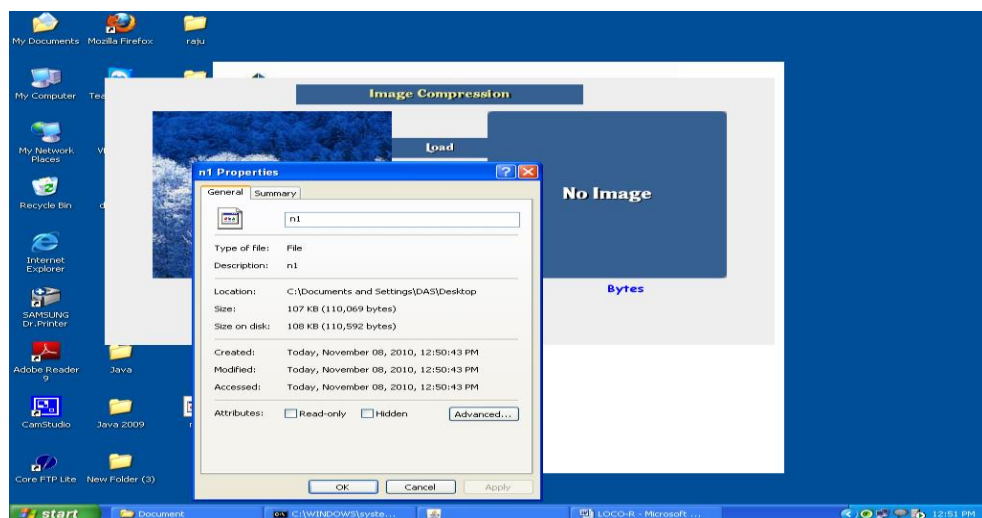 My Documents
Mozilla Firefox
raju
My Computer
Tea
My Network Places
Recycle Bin
d
Internet Explorer
SAMSUNG Dr.Printer
Adobe Reader 9
Java
CamStudio
Java 2009
Core FTP Lite
New Folder (3)
Image Compression
Load
No Image
Bytes
n1 Properties
General
Summary
n1
Type of file: File
Description: n1
Location: C:\Documents and Settings\DAS\Desktop
Size: 107 KB (110,069 bytes)
Size on disk: 108 KB (110,592 bytes)
Created: Today, November 08, 2010, 12:50:43 PM
Modified: Today, November 08, 2010, 12:50:43 PM
Accessed: Today, November 08, 2010, 12:50:43 PM
Attributes: Read-only Hidden Advanced...
OK Cancel Apply
start
Document
C:\WINDOWS\syste...
LOCO-R - Microsoft ...
12:51 PM